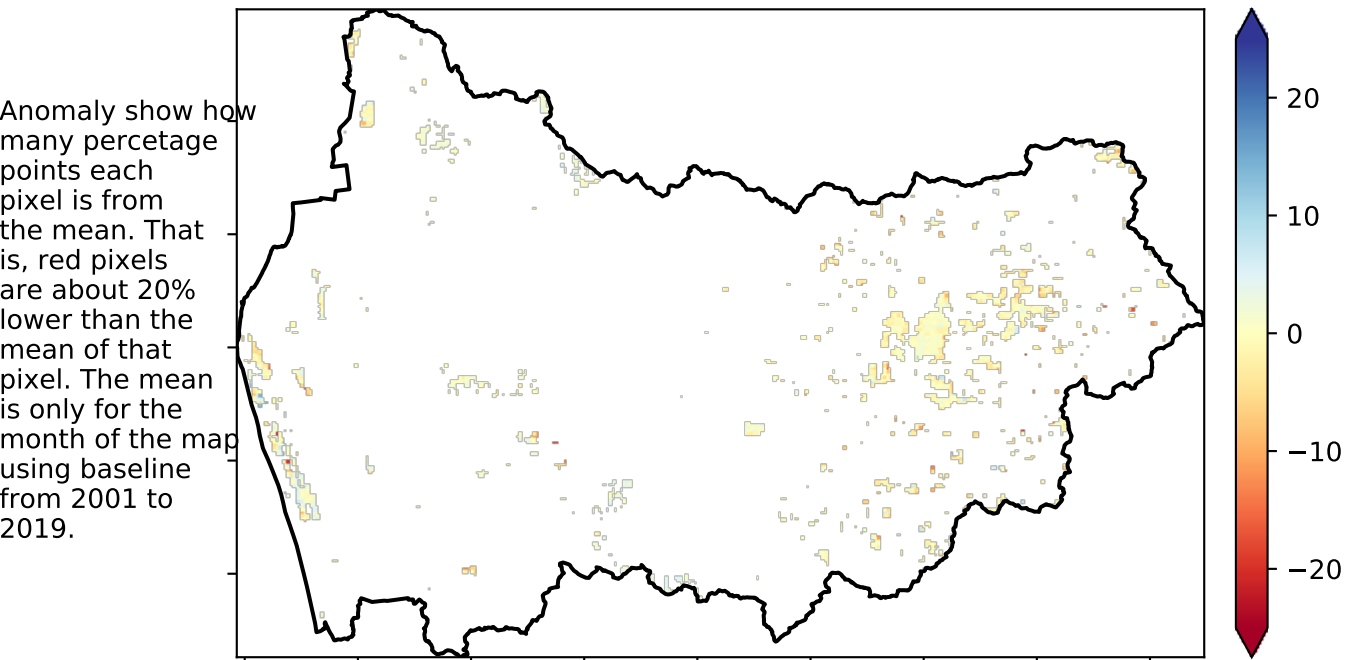 Anomaly show how
many percetage
points each
pixel is from
the mean. That
is, red pixels
are about 20%
lower than the
mean of that
pixel. The mean
is only for the
month of the map
using baseline
from 2001 to
2019.
20
10
0
−10
−20